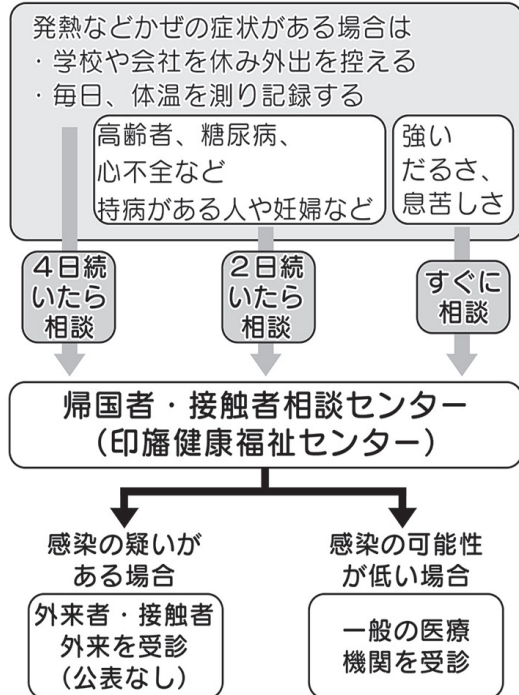 発熱などかぜの症状がある場合は
・学校や会社を休み外出を控える
・毎日、体温を測り記録する
高齢者、糖尿病、
心不全など
持病がある人や妊婦など
強い
だるさ、
息苦しさ
４日続
いたら
相談
２日続
いたら
相談
すぐに
相談
帰国者・接触者相談センター
（印旛健康福祉センター）
感染の疑いが
ある場合
外来者・接触者
外来を受診
（公表なし）
感染の可能性
が低い場合
一般の医療
機関を受診